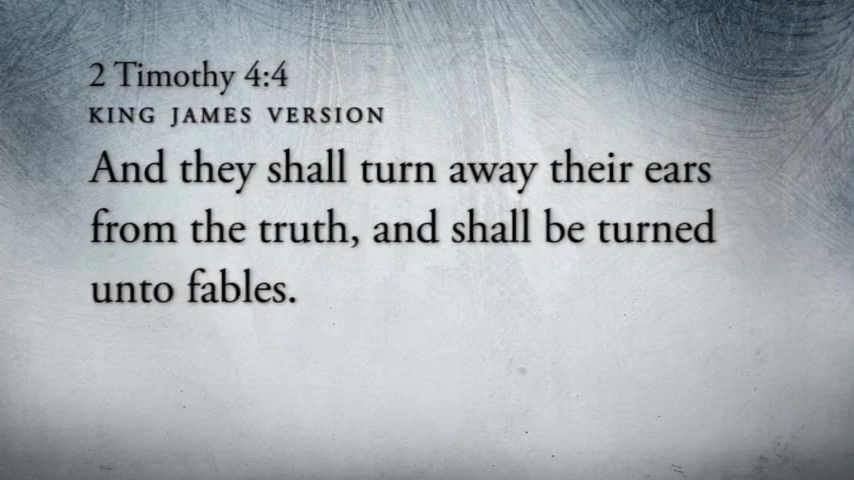 2 Timothy 4:4
KING JAMES VERSION
And they shall turn away their ears
from the truth, and shall be turned
unto fables.